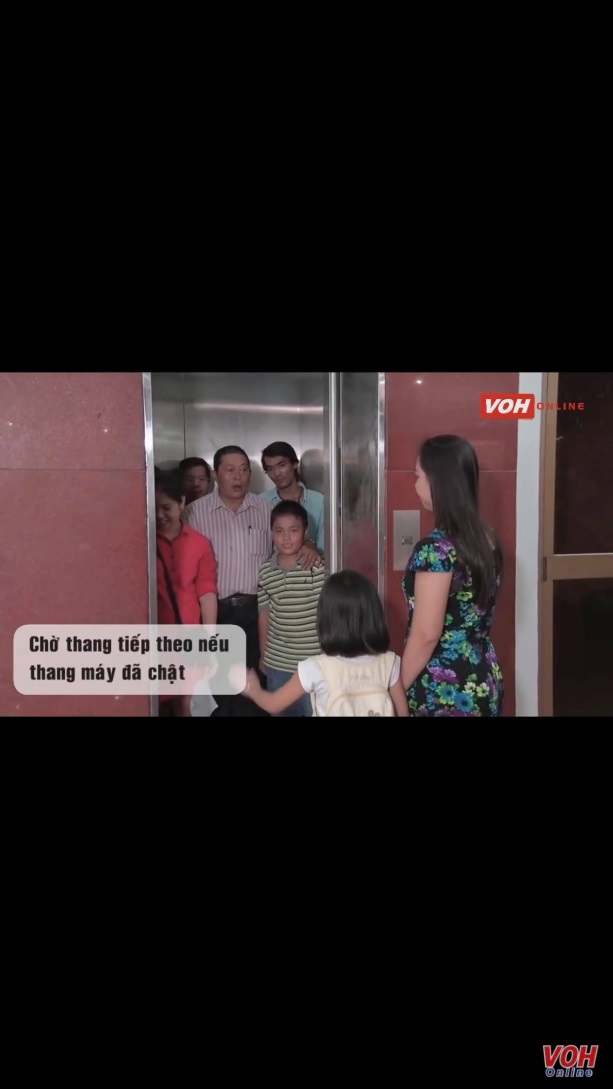 VOH ONLINE
Chờ thang tiếp theo nếu
thang máy đã chật
VOH
Online